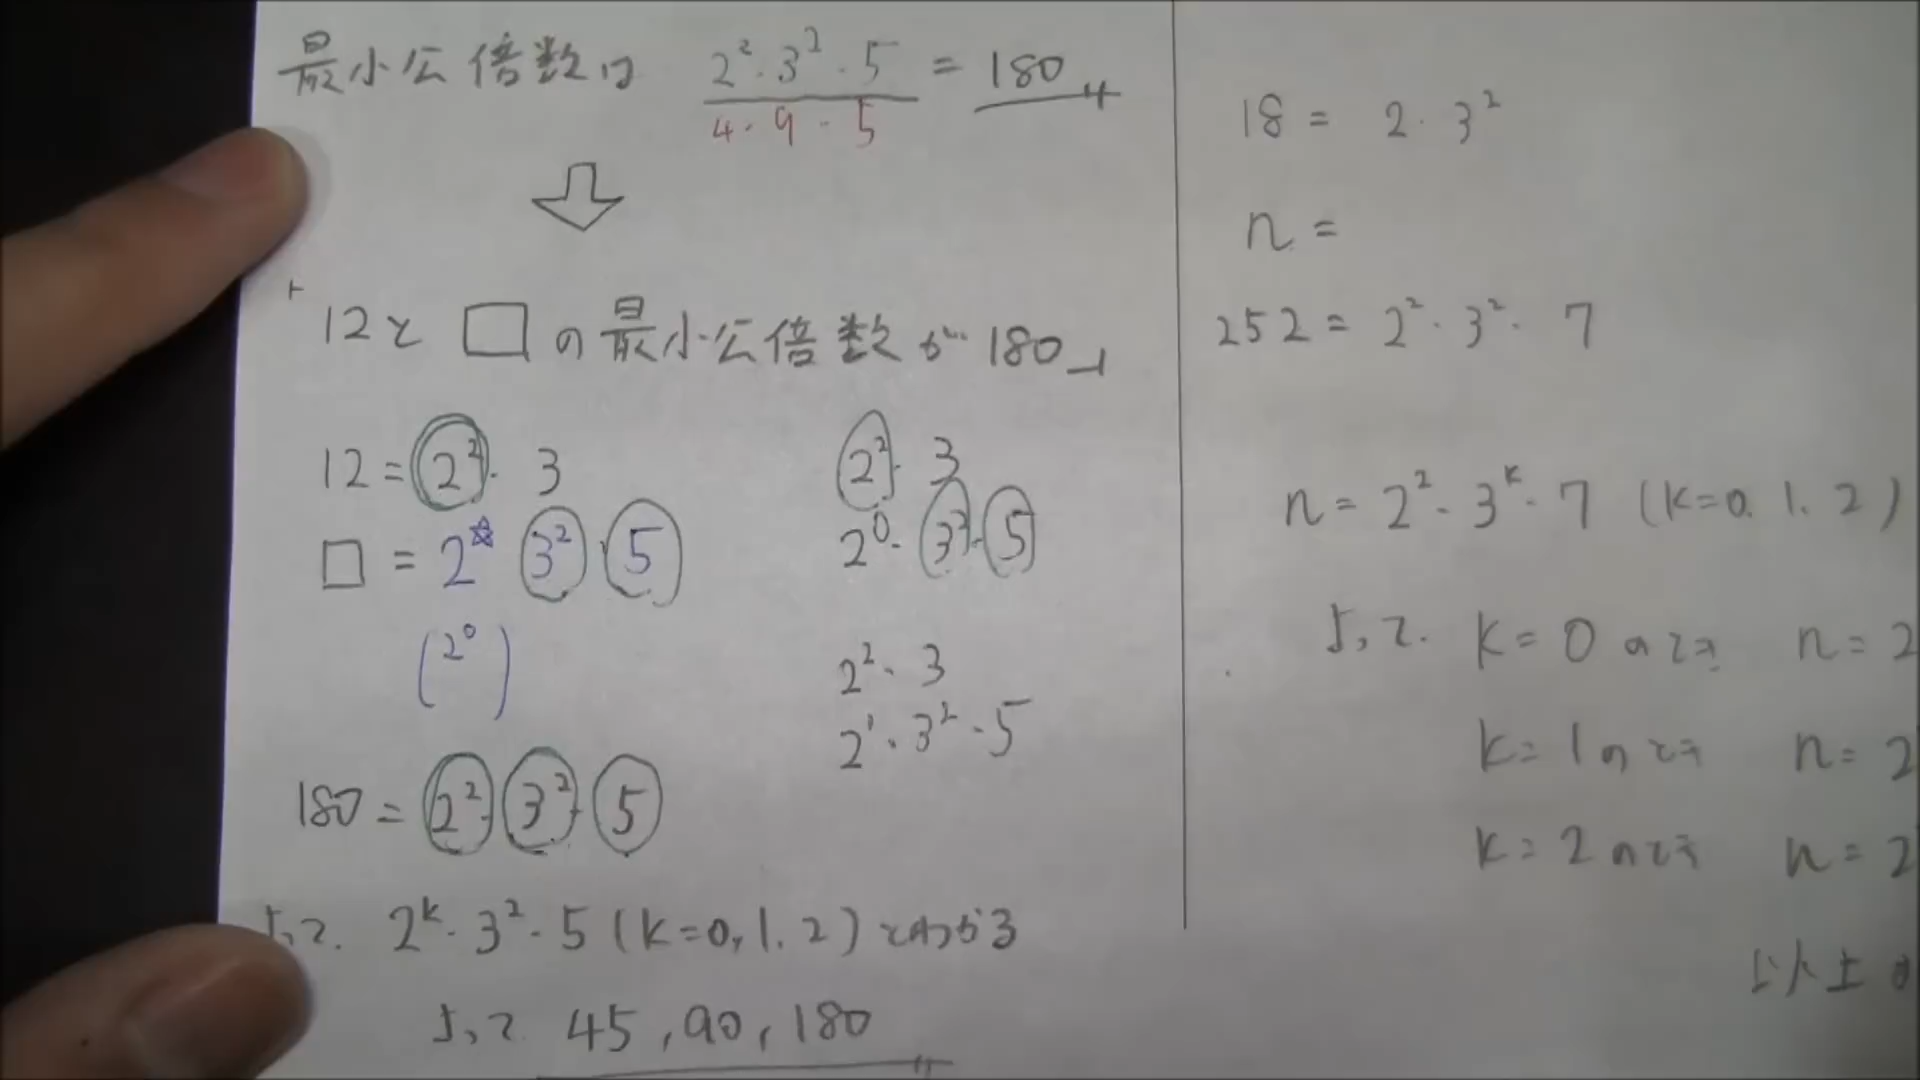 最小公倍数は 2²・3²・5 = 180
4・9・5
「12と□の最小公倍数が180」
12 = 2²・3
□ = 2☆ 3²・5
(2⁰)
180 = 2²・3²・5
2²・3
2⁰・3²・5
2²・3
2¹・3²・5
よって. 2ᵏ・3²・5 (k=0, 1, 2) とわかる
よって 45, 90, 180
18 = 2・3²
n =
252 = 2²・3²・7
n = 2²・3ᵏ・7 (k=0, 1, 2)
よって. k = 0 のとき n = 2
k = 1 のとき n = 2
k = 2 のとき n = 2
以上